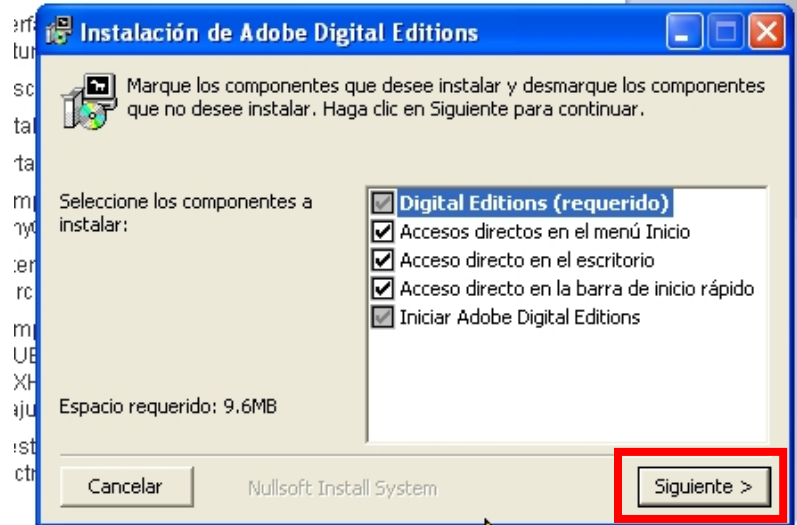 Instalación de Adobe Digital Editions
Marque los componentes que desee instalar y desmarque los componentes
que no desee instalar. Haga clic en Siguiente para continuar.
Seleccione los componentes a
instalar:
Digital Editions (requerido)
Accesos directos en el menú Inicio
Acceso directo en el escritorio
Acceso directo en la barra de inicio rápido
Iniciar Adobe Digital Editions
Espacio requerido: 9.6MB
Cancelar
Nullsoft Install System
Siguiente >